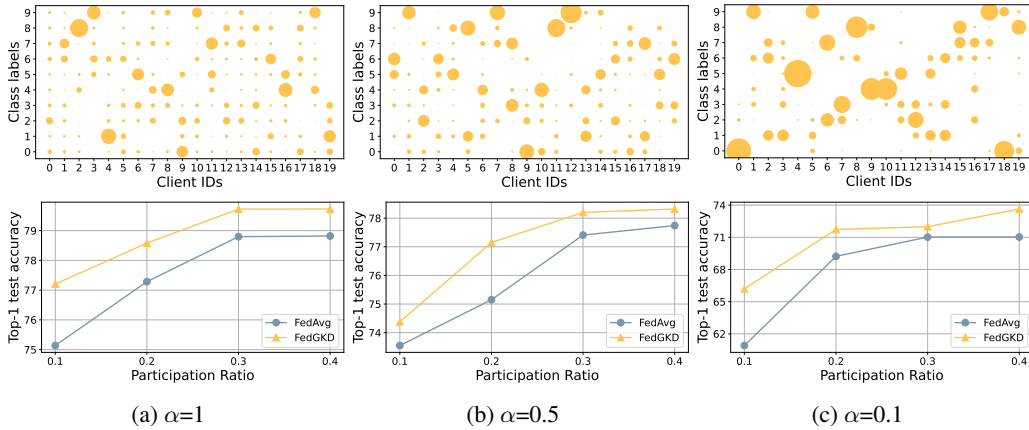 9
8
7
6
5
4
3
2
1
0
Class labels
0 1 2 3 4 5 6 7 8 9 10 11 12 13 14 15 16 17 18 19
Client IDs
9
8
7
6
5
4
3
2
1
0
Class labels
0 1 2 3 4 5 6 7 8 9 10 11 12 13 14 15 16 17 18 19
Client IDs
9
8
7
6
5
4
3
2
1
0
Class labels
0 1 2 3 4 5 6 7 8 9 10 11 12 13 14 15 16 17 18 19
Client IDs
79
78
77
76
75
Top-1 test accuracy
FedAvg
FedGKD
0.1 0.2 0.3 0.4
Participation Ratio
78
77
76
75
74
Top-1 test accuracy
FedAvg
FedGKD
0.1 0.2 0.3 0.4
Participation Ratio
74
71
68
65
62
Top-1 test accuracy
FedAvg
FedGKD
0.1 0.2 0.3 0.4
Participation Ratio
(a) α=1
(b) α=0.5
(c) α=0.1